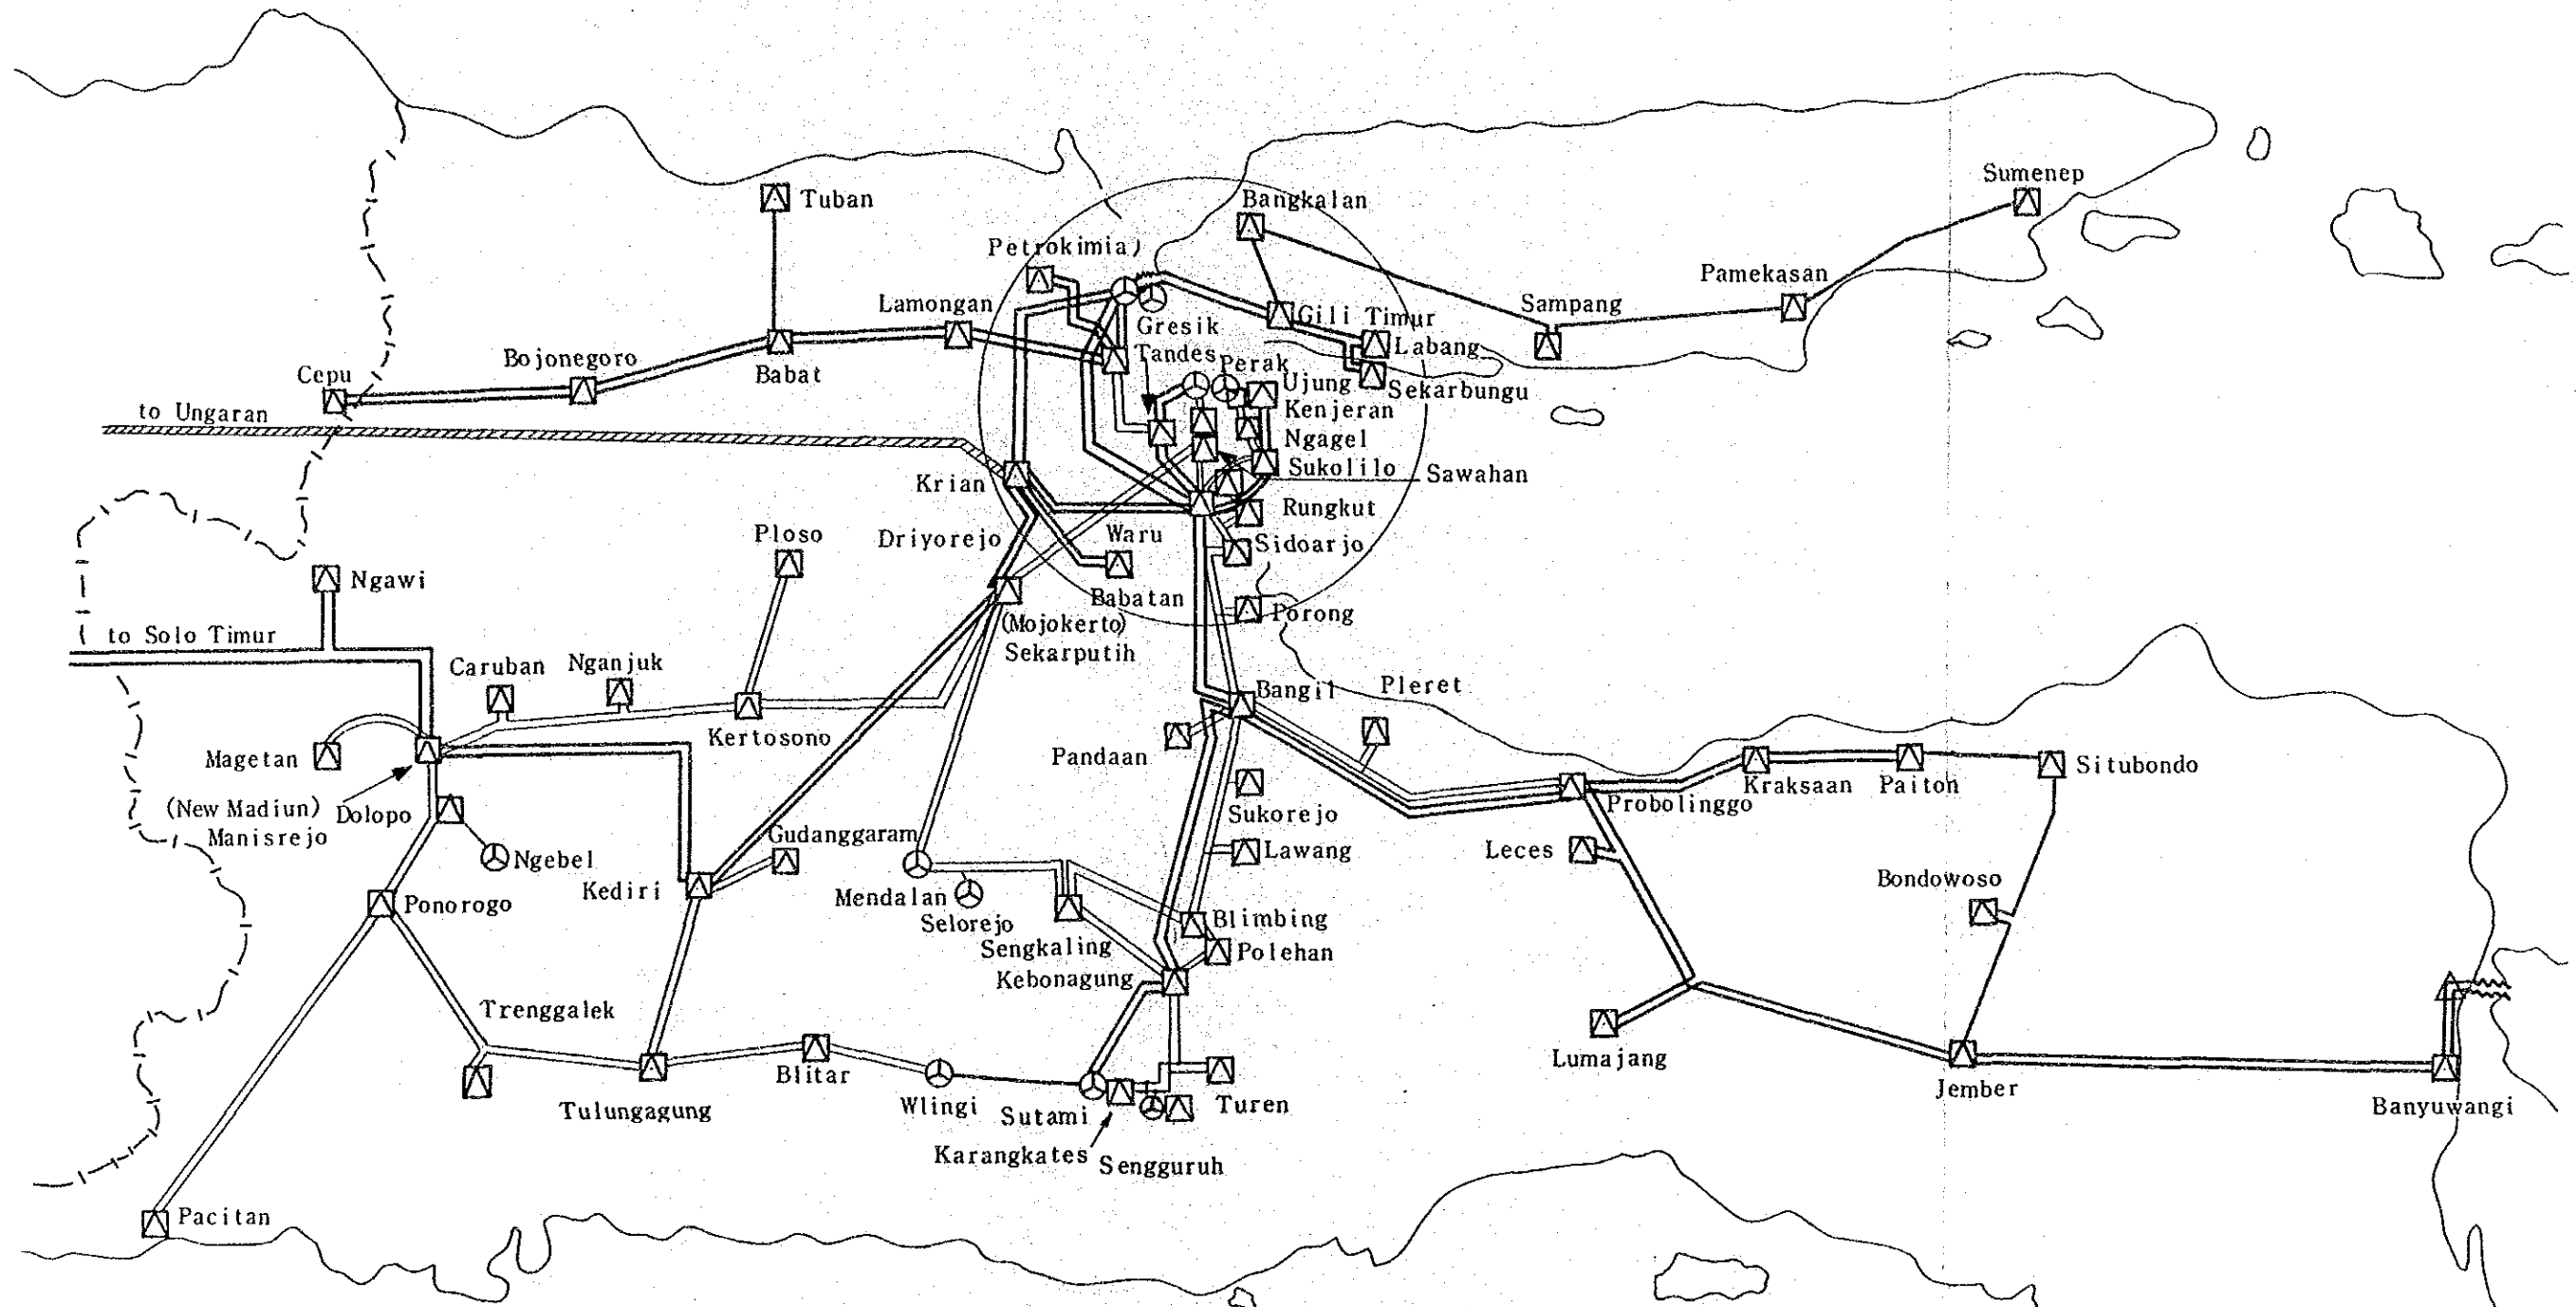 Sumenep
Tuban
Bangkalan
Petrokimia)
Pamekasan
Lamongan
Sampang
Gresik
Gili Timur
Bojonegoro
Tandes
Perak
Labang
Cepu
Babat
Ujung
Sekarbungu
to Ungaran
Kenjeran
Ngagel
Sukolilo
Sawahan
Krian
Rungkut
Ploso
Driyorejo
Waru
Sidoarjo
Ngawi
Babatan
Porong
to Solo Timur
(Mojokerto)
Sekarputih
Caruban
Nganjuk
Bangil
Pleret
Magetan
Kertosono
Pandaan
Situbondo
(New Madiun)
Manisrejo
Dolopo
Kraksaan
Paiton
Probolinggo
Sukorejo
Gudanggaram
Ngebel
Lawang
Leces
Kediri
Mendalan
Bondowoso
Ponorogo
Selorejo
Blimbing
Sengkaling
Polehan
Kebonagung
Trenggalek
Lumajang
Blitar
Jember
Tulungagung
Wlingi
Sutami
Turen
Banyuwangi
Karangkates
Sengguruh
Pacitan